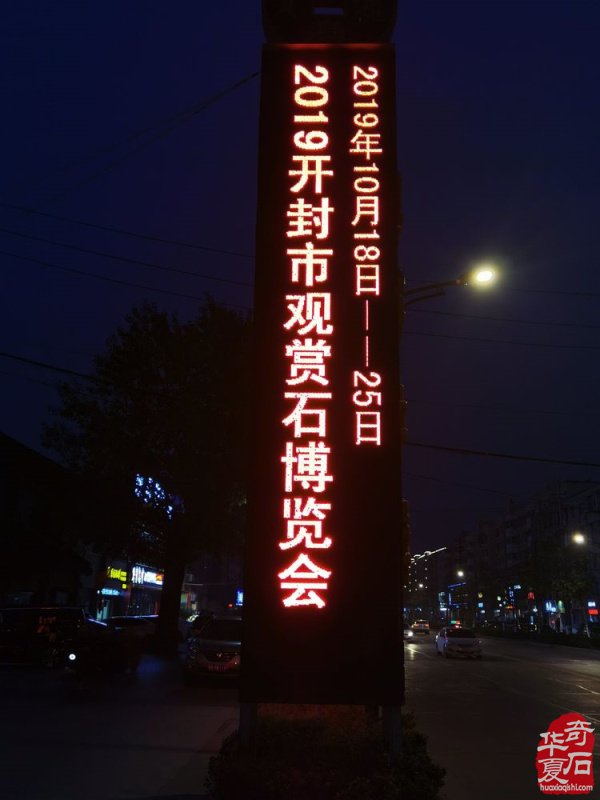 2019年10月18日——25日
2019开封市观赏石博览会
华夏奇石
huaxiaqishi.com